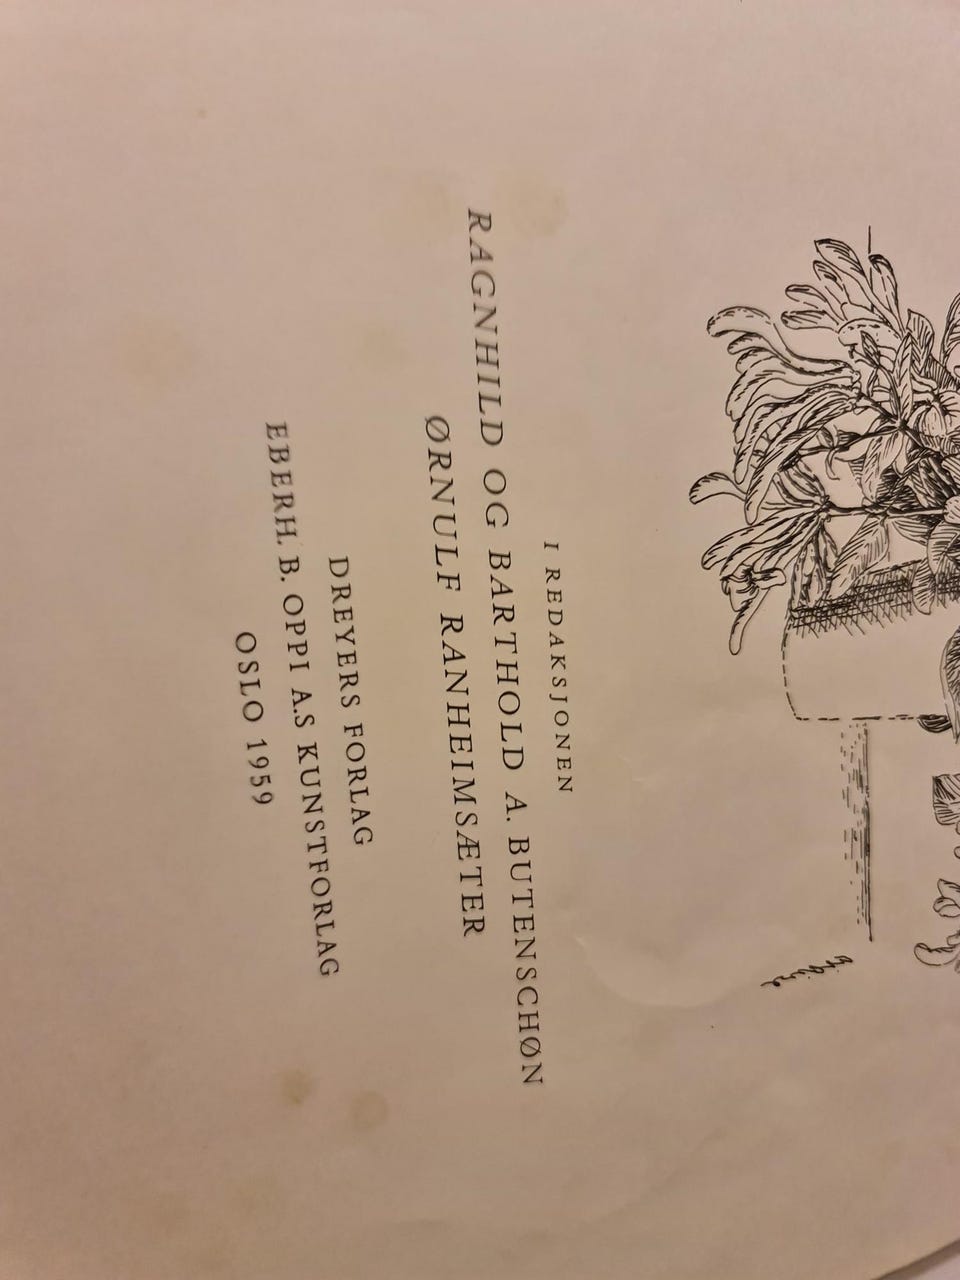 I REDAKSJONEN
RAGNHILD OG BARTHOLD A. BUTENSCHØN
ØRNULF RANHEIMSÆTER
DREYERS FORLAG
EBERH. B. OPPI A.S KUNSTFORLAG
OSLO 1959